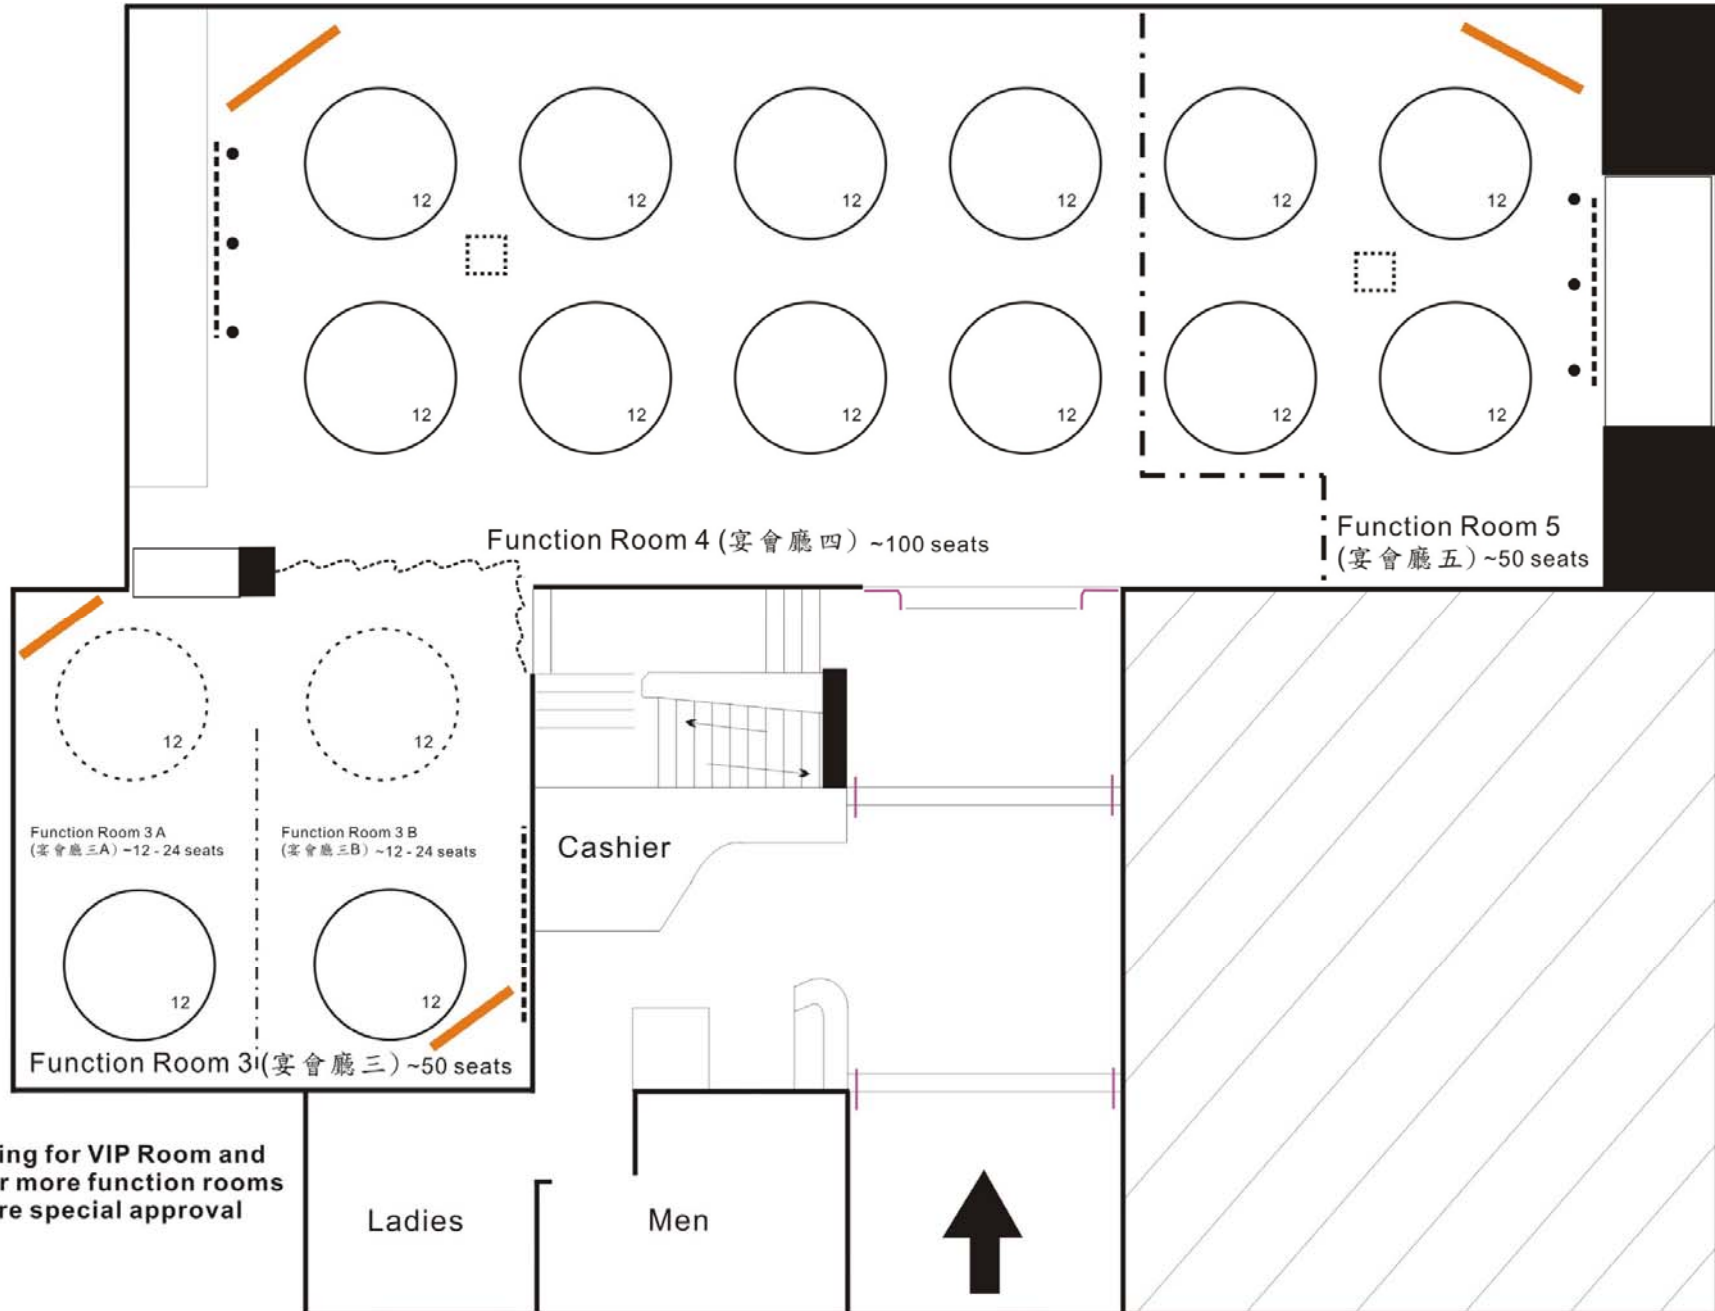 12 12 12 12 12 12
12 12 12 12 12 12
Function Room 4 (宴會廳四) ~100 seats
Function Room 5
(宴會廳五) ~50 seats
12 12
Function Room 3 A
(宴會廳三A) ~12 - 24 seats
Function Room 3 B
(宴會廳三B) ~12 - 24 seats
Cashier
12 12
Function Room 3 (宴會廳三) ~50 seats
ing for VIP Room and
r more function rooms
re special approval
Ladies
Men